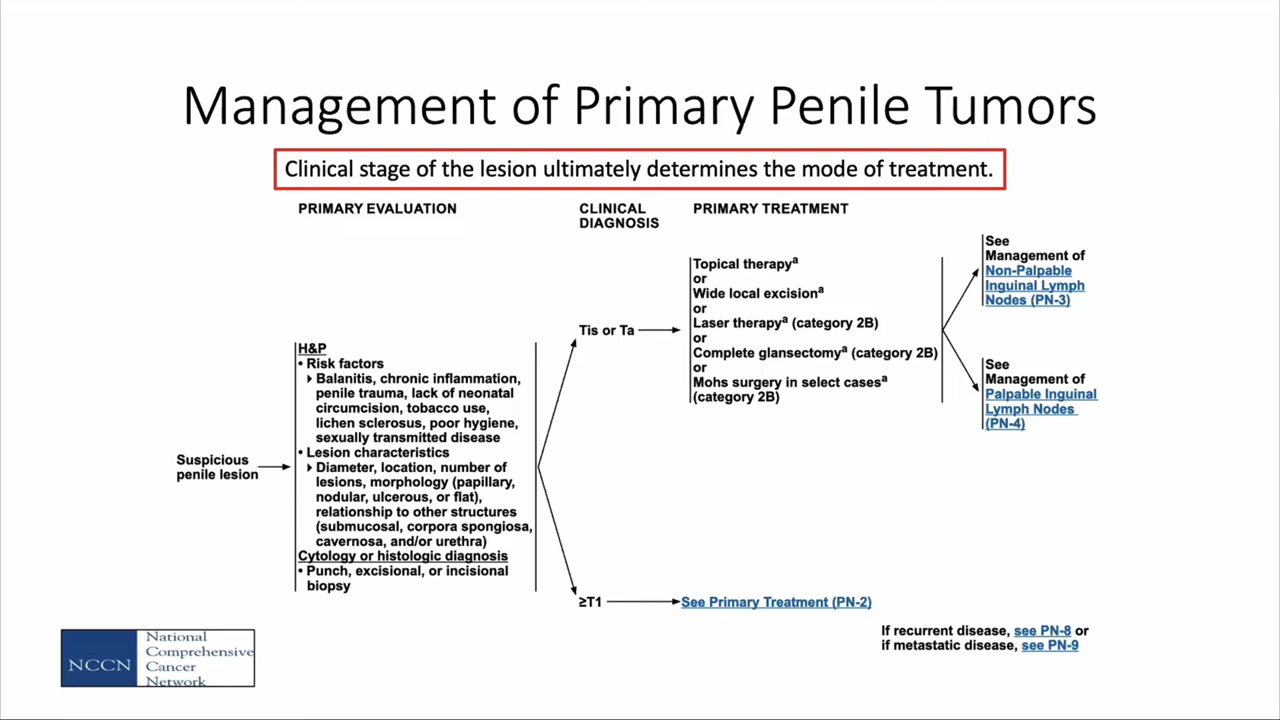 Management of Primary Penile Tumors
Clinical stage of the lesion ultimately determines the mode of treatment.
PRIMARY EVALUATION
CLINICAL
DIAGNOSIS
PRIMARY TREATMENT
Suspicious
penile lesion
H&P
• Risk factors
Balanitis, chronic inflammation,
penile trauma, lack of neonatal
circumcision, tobacco use,
lichen sclerosus, poor hygiene,
sexually transmitted disease
• Lesion characteristics
Diameter, location, number of
lesions, morphology (papillary,
nodular, ulcerous, or flat),
relationship to other structures
(submucosal, corpora spongiosa,
cavernosa, and/or urethra)
Cytology or histologic diagnosis
• Punch, excisional, or incisional
biopsy
Tis or Ta
Topical therapyᵃ
or
Wide local excisionᵃ
or
Laser therapyᵃ (category 2B)
or
Complete glansectomyᵃ (category 2B)
or
Mohs surgery in select casesᵃ
(category 2B)
See
Management of
Non-Palpable
Inguinal Lymph
Nodes (PN-3)
See
Management of
Palpable Inguinal
Lymph Nodes
(PN-4)
≥T1
See Primary Treatment (PN-2)
If recurrent disease, see PN-8 or
if metastatic disease, see PN-9
NCCN
National
Comprehensive
Cancer
Network